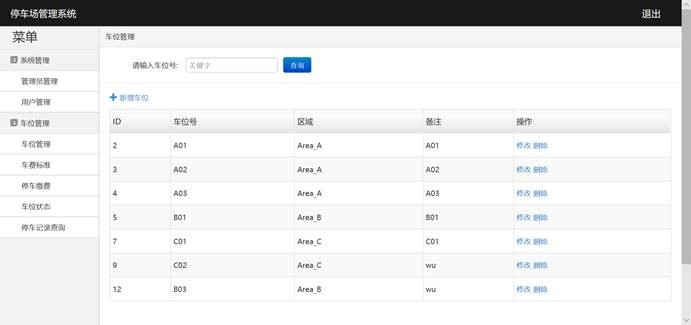 停车场管理系统 退出
菜单
系统管理
管理员管理
用户管理
车位管理
车位管理
车费标准
停车缴费
车位状态
停车记录查询
车位管理
请输入车位号: 关键字 查询
新增车位
ID 车位号 区域 备注 操作
2 A01 Area_A A01 修改 删除
3 A02 Area_A A02 修改 删除
4 A03 Area_A A03 修改 删除
5 B01 Area_B B01 修改 删除
7 C01 Area_C C01 修改 删除
9 C02 Area_C wu 修改 删除
12 B03 Area_B wu 修改 删除